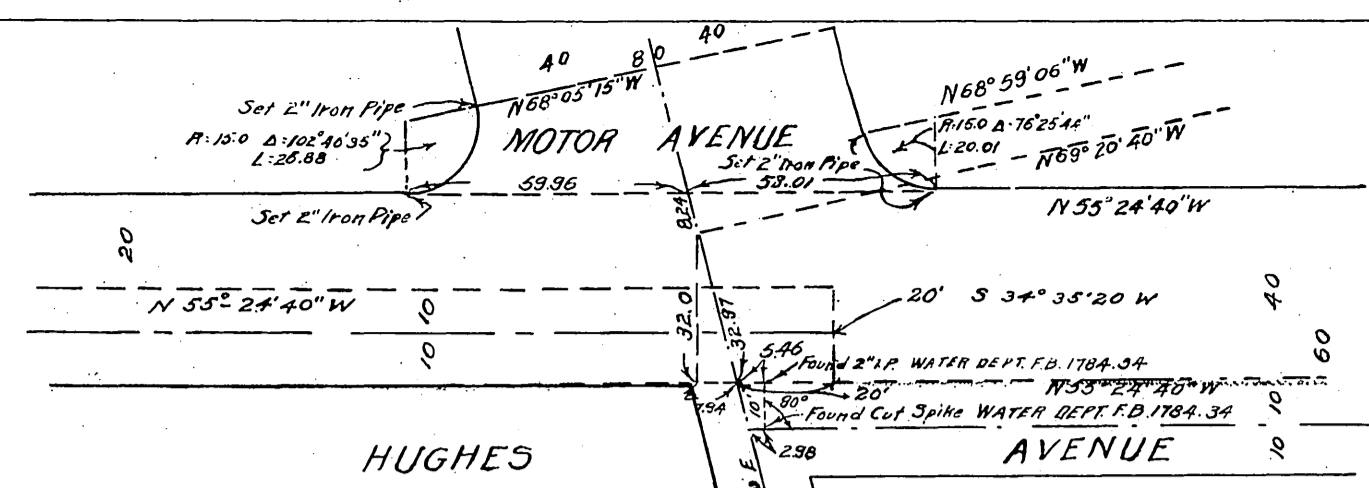 40
80
40
N68°05'15"W
Set 2" Iron Pipe
R=15.0 Δ=102°40'35"
L=26.88
MOTOR AVENUE
N68°59'06"W
R=15.0 Δ=76°25'44"
L=20.01
N69°20'40"W
Set 2" Iron Pipe
59.96
53.01
Set 2" Iron Pipe
N55°24'40"W
20
8.24
N 55°-24'40"W
10
10
32.0
32.97
20' S 34° 35'20 W
40
60
5.46
Found 2" I.P. WATER DEPT. F.B. 1784.34
N55°24'40"W
20'
7.94
10'
80°
10
Found Cut Spike WATER DEPT. F.B. 1784.34
2.98
10
HUGHES
AVENUE
E